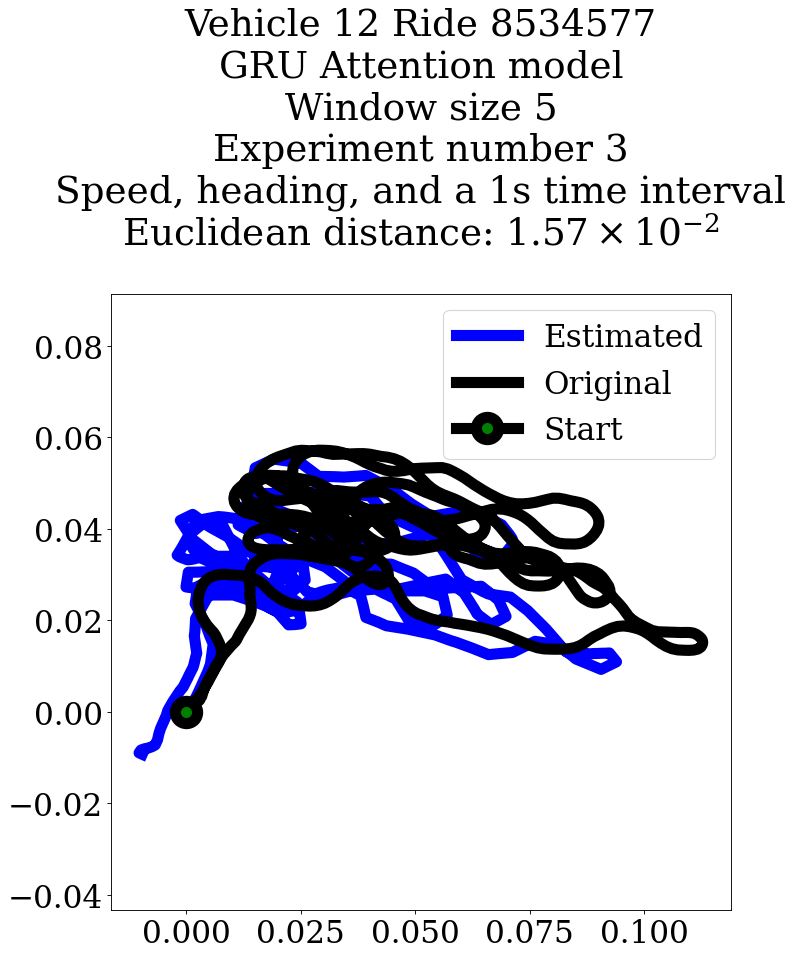 Vehicle 12 Ride 8534577
GRU Attention model
Window size 5
Experiment number 3
Speed, heading, and a 1s time interval
Euclidean distance: 1.57 × 10⁻²
Estimated
Original
Start
0.08
0.06
0.04
0.02
0.00
−0.02
−0.04
0.000 0.025 0.050 0.075 0.100